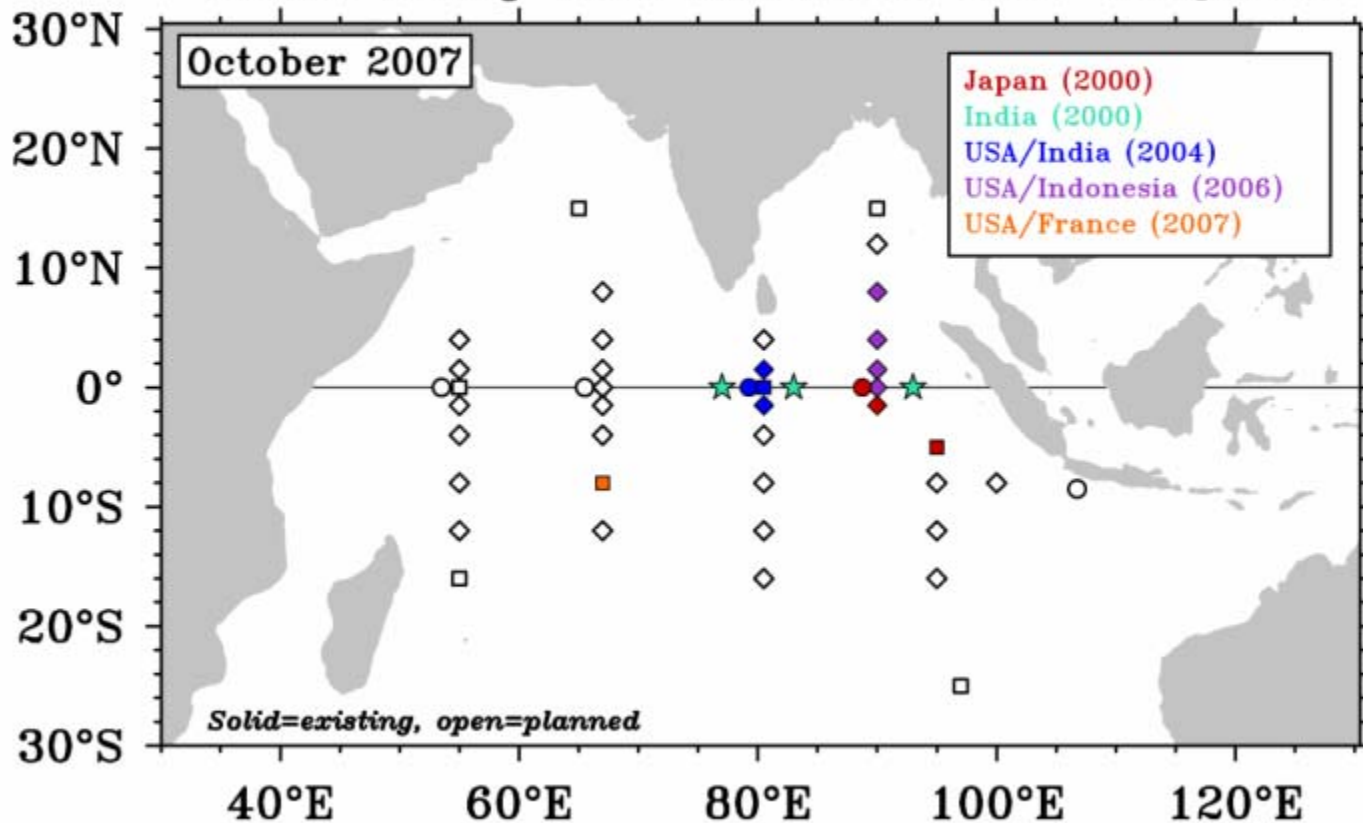 30°N
October 2007
Japan (2000)
India (2000)
USA/India (2004)
USA/Indonesia (2006)
USA/France (2007)
20°N
10°N
0°
10°S
20°S
Solid=existing, open=planned
30°S
40°E 60°E 80°E 100°E 120°E